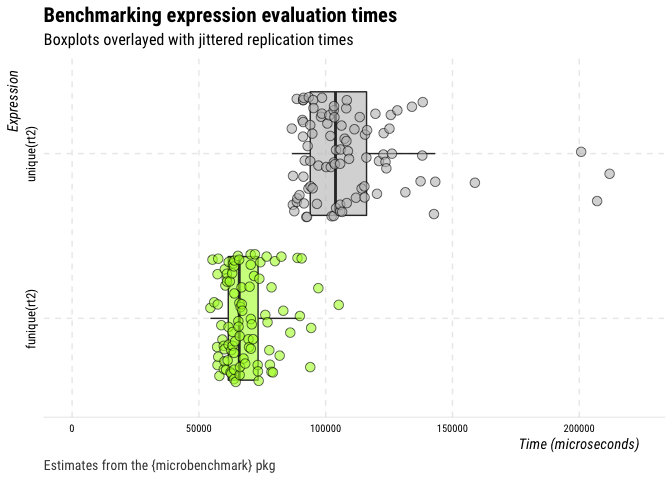 Benchmarking expression evaluation times
Boxplots overlayed with jittered replication times
Expression
unique(rt2)
funique(rt2)
0 50000 100000 150000 200000
Time (microseconds)
Estimates from the {microbenchmark} pkg